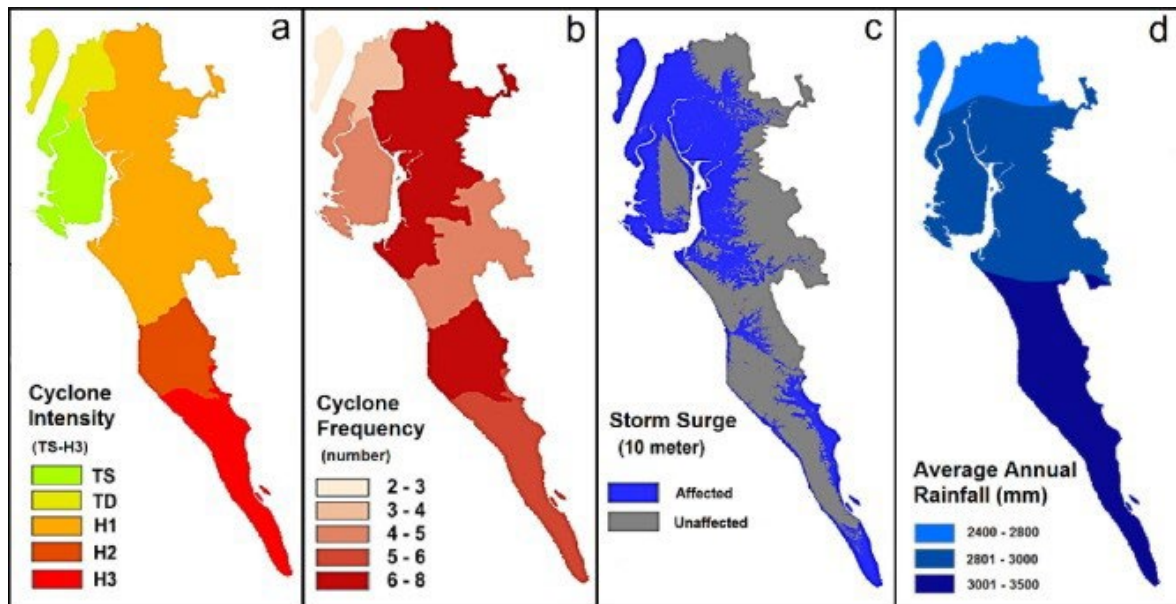 a
Cyclone
Intensity
(TS-H3)
TS
TD
H1
H2
H3
b
Cyclone
Frequency
(number)
2 - 3
3 - 4
4 - 5
5 - 6
6 - 8
c
Storm Surge
(10 meter)
Affected
Unaffected
d
Average Annual
Rainfall (mm)
2400 - 2800
2801 - 3000
3001 - 3500